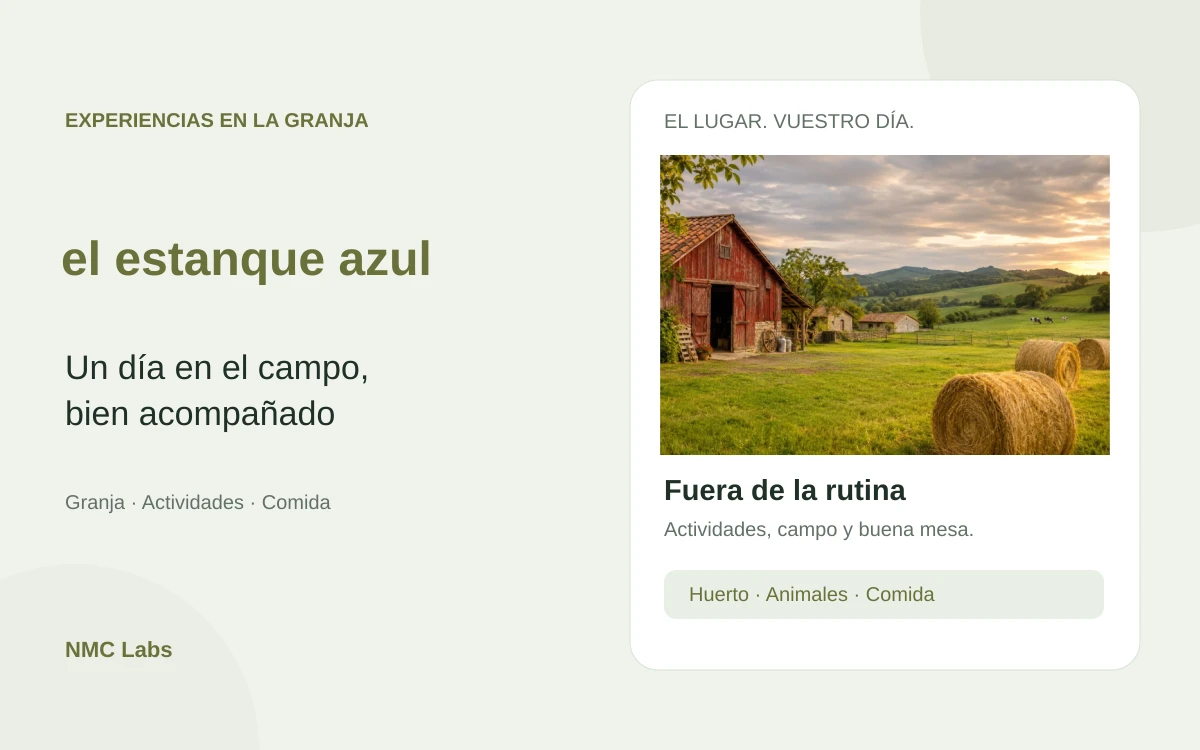 EXPERIENCIAS EN LA GRANJA
el estanque azul
Un día en el campo,
bien acompañado
Granja · Actividades · Comida
NMC Labs
EL LUGAR. VUESTRO DÍA.
Fuera de la rutina
Actividades, campo y buena mesa.
Huerto · Animales · Comida